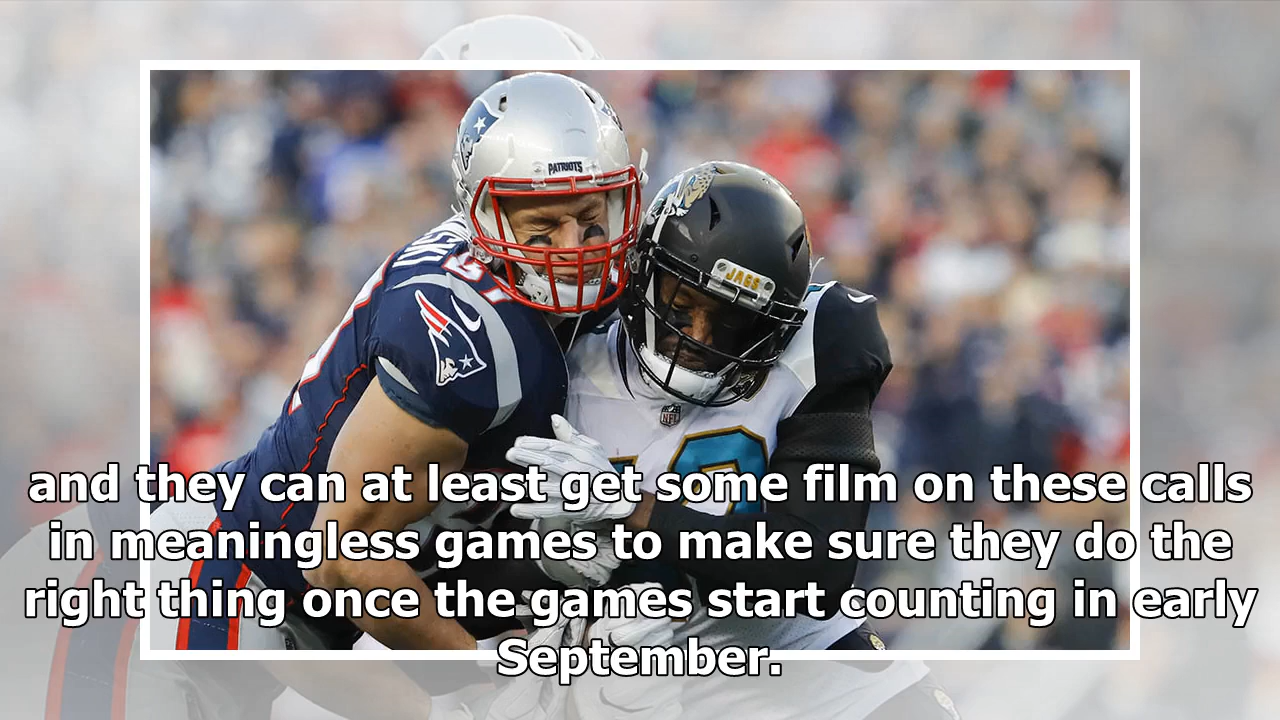 PATRIOTS
JAGS
NFL
and they can at least get some film on these calls
in meaningless games to make sure they do the
right thing once the games start counting in early
September.